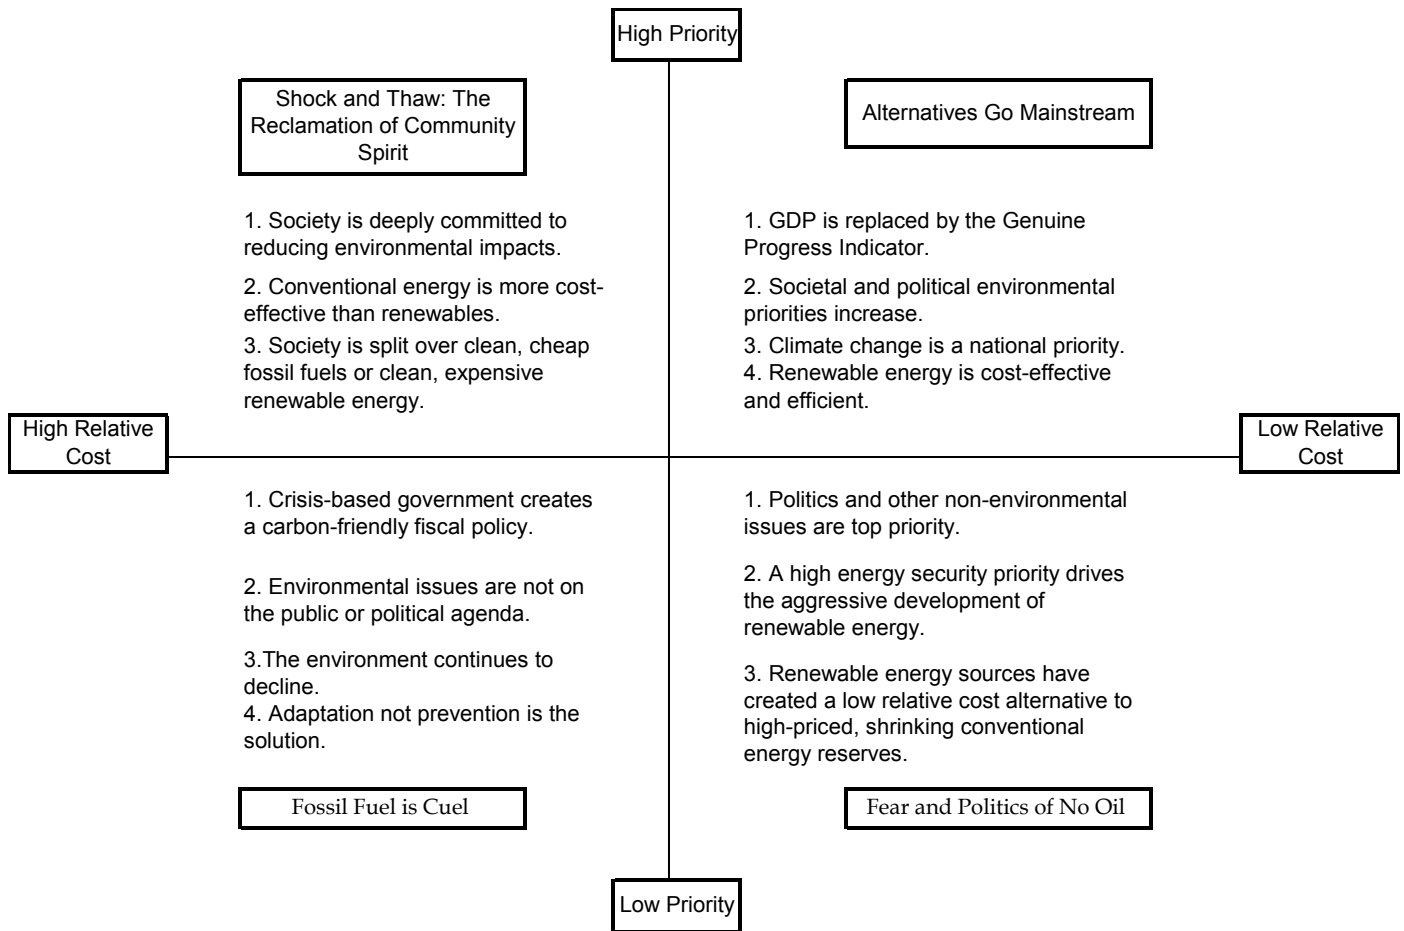 High Priority
Shock and Thaw: The
Reclamation of Community
Spirit
Alternatives Go Mainstream
1. Society is deeply committed to
reducing environmental impacts.
2. Conventional energy is more cost-
effective than renewables.
3. Society is split over clean, cheap
fossil fuels or clean, expensive
renewable energy.
1. GDP is replaced by the Genuine
Progress Indicator.
2. Societal and political environmental
priorities increase.
3. Climate change is a national priority.
4. Renewable energy is cost-effective
and efficient.
High Relative
Cost
Low Relative
Cost
1. Crisis-based government creates
a carbon-friendly fiscal policy.
2. Environmental issues are not on
the public or political agenda.
3.The environment continues to
decline.
4. Adaptation not prevention is the
solution.
1. Politics and other non-environmental
issues are top priority.
2. A high energy security priority drives
the aggressive development of
renewable energy.
3. Renewable energy sources have
created a low relative cost alternative to
high-priced, shrinking conventional
energy reserves.
Fossil Fuel is Cuel
Fear and Politics of No Oil
Low Priority